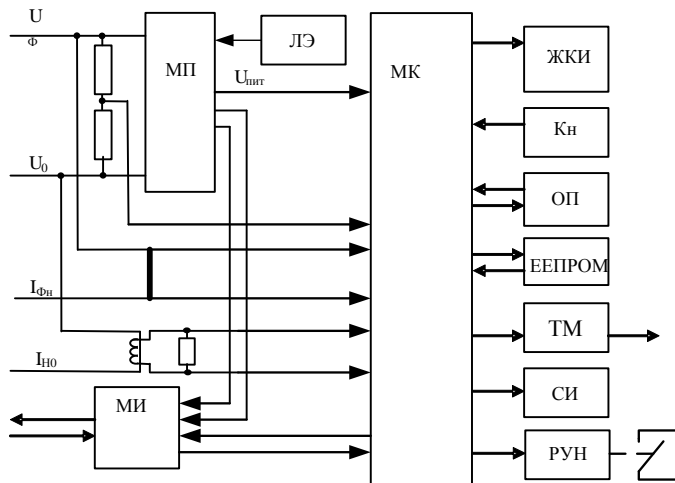 U
Ф
МП
ЛЭ
МК
ЖКИ
Uпит
Кн
U0
ОП
ЕЕПРОМ
IФн
ТМ
IН0
МИ
СИ
РУН